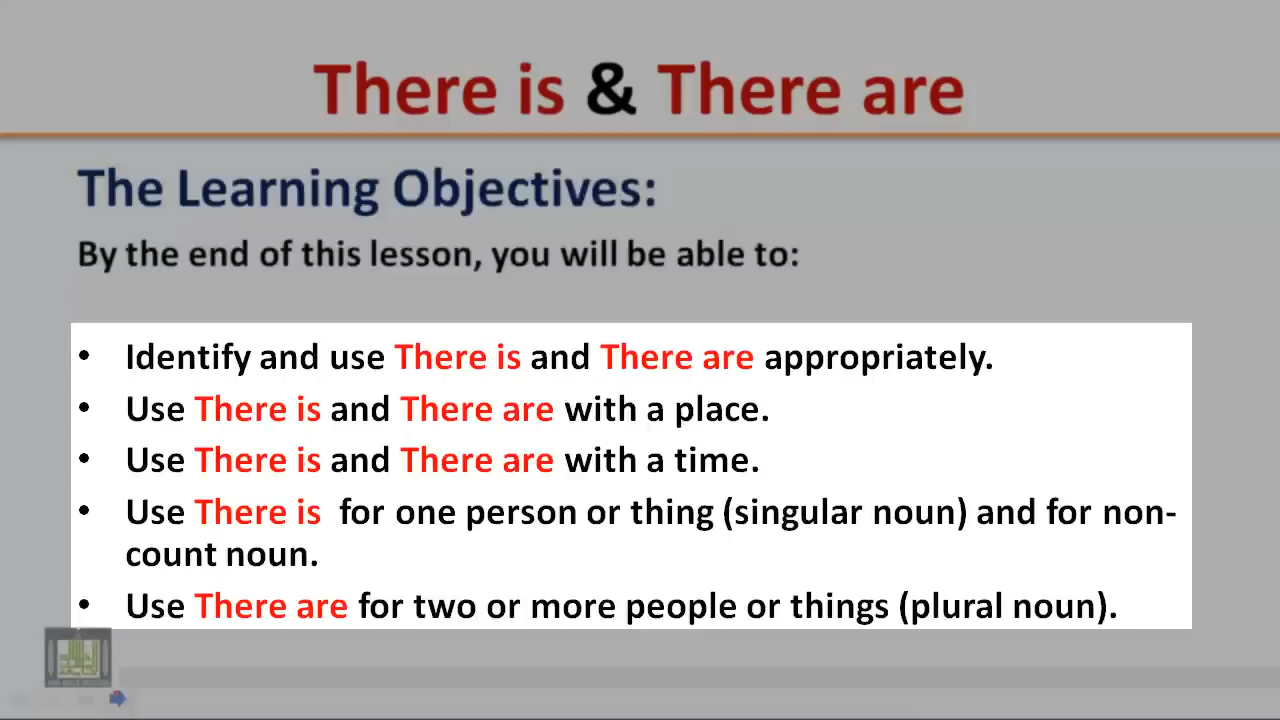 There is & There are
The Learning Objectives:
By the end of this lesson, you will be able to:
• Identify and use There is and There are appropriately.
• Use There is and There are with a place.
• Use There is and There are with a time.
• Use There is for one person or thing (singular noun) and for non-
count noun.
• Use There are for two or more people or things (plural noun).